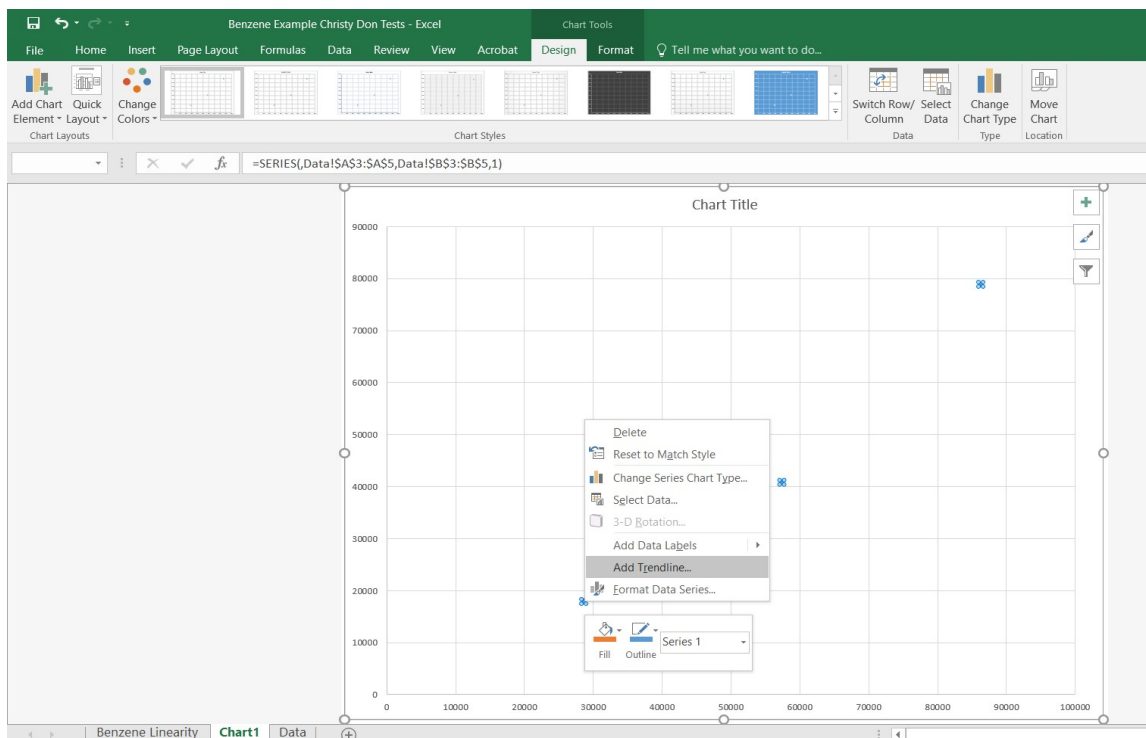 Benzene Example Christy Don Tests - Excel
Chart Tools
File Home Insert Page Layout Formulas Data Review View Acrobat Design Format Tell me what you want to do...
Add Chart Element Quick Layout Change Colors Switch Row/ Column Select Data Change Chart Type Move Chart
Chart Layouts Chart Styles Data Type Location
fx =SERIES(,Data!$A$3:$A$5,Data!$B$3:$B$5,1)
Chart Title
90000
80000
70000
60000
50000
40000
30000
20000
10000
0
Delete
Reset to Match Style
Change Series Chart Type...
Select Data...
3-D Rotation...
Add Data Labels
Add Trendline...
Format Data Series...
Series 1
Fill Outline
0 10000 20000 30000 40000 50000 60000 70000 80000 90000 100000
Benzene Linearity Chart1 Data